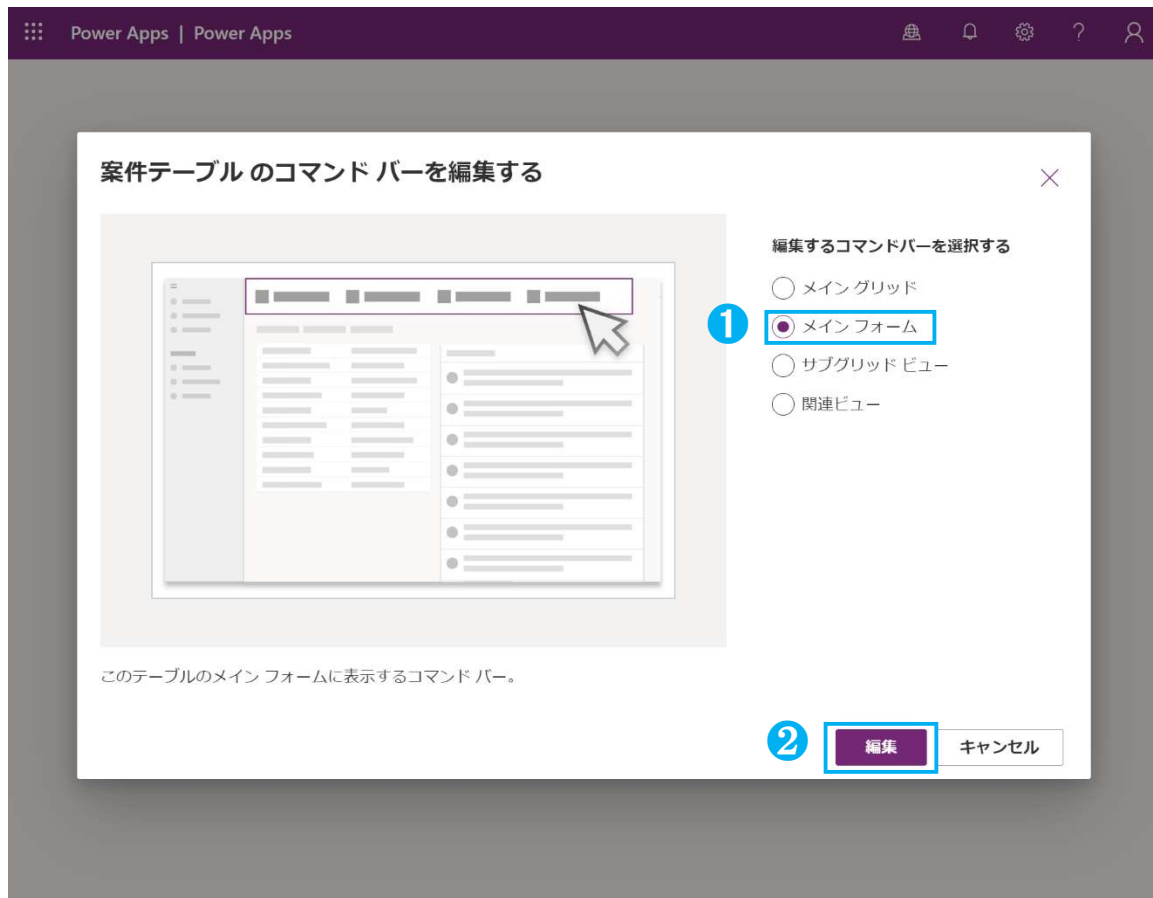 Power Apps | Power Apps
?
案件テーブル のコマンド バーを編集する
編集するコマンドバーを選択する
メイン グリッド
1 メイン フォーム
サブグリッド ビュー
関連ビュー
このテーブルのメイン フォームに表示するコマンド バー。
2 編集 キャンセル